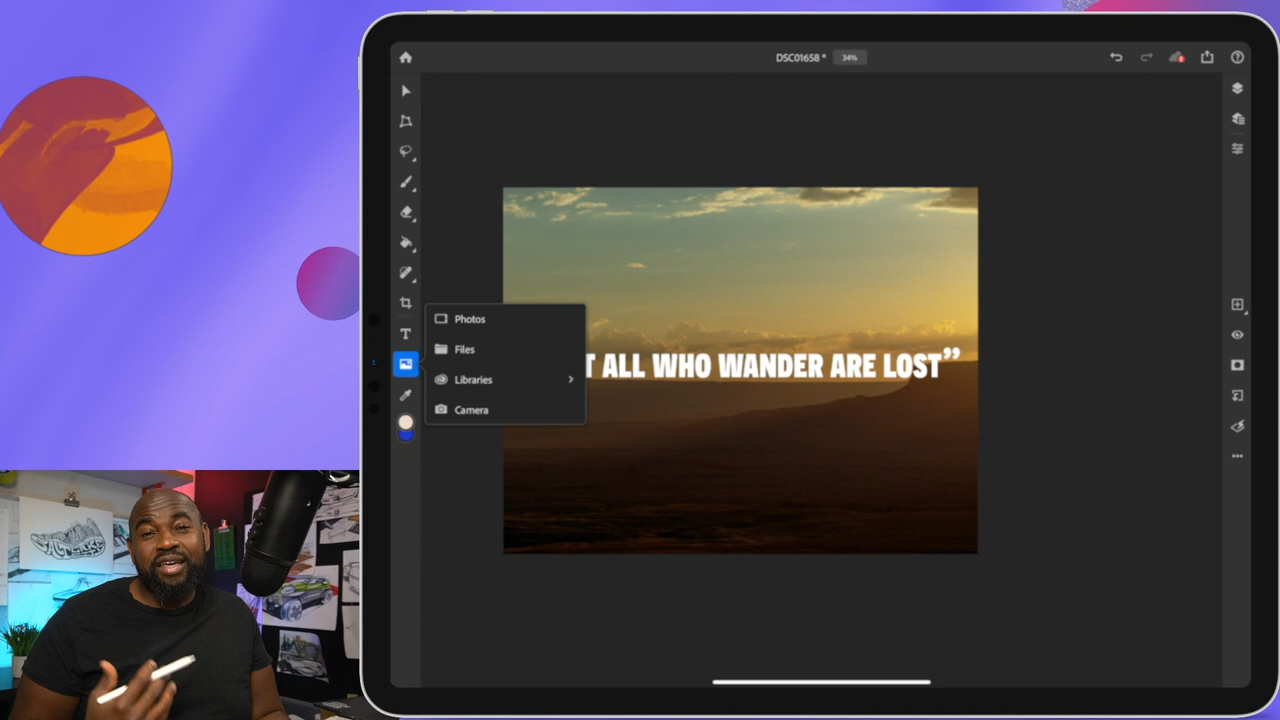 DSC01658 *
34%
T
Photos
Files
Libraries
Camera
T ALL WHO WANDER ARE LOST”